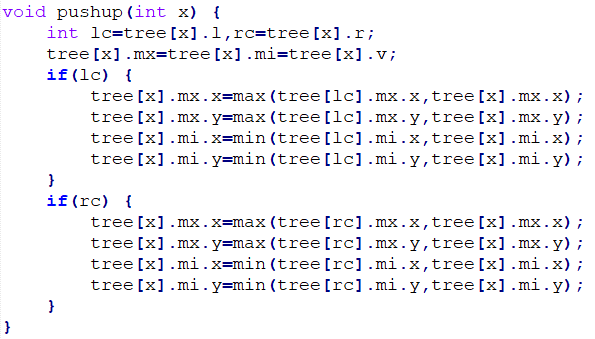 void pushup(int x) {
    int lc=tree[x].l,rc=tree[x].r;
    tree[x].mx=tree[x].mi=tree[x].v;
    if(lc) {
        tree[x].mx.x=max(tree[lc].mx.x,tree[x].mx.x);
        tree[x].mx.y=max(tree[lc].mx.y,tree[x].mx.y);
        tree[x].mi.x=min(tree[lc].mi.x,tree[x].mi.x);
        tree[x].mi.y=min(tree[lc].mi.y,tree[x].mi.y);
    }
    if(rc) {
        tree[x].mx.x=max(tree[rc].mx.x,tree[x].mx.x);
        tree[x].mx.y=max(tree[rc].mx.y,tree[x].mx.y);
        tree[x].mi.x=min(tree[rc].mi.x,tree[x].mi.x);
        tree[x].mi.y=min(tree[rc].mi.y,tree[x].mi.y);
    }
}